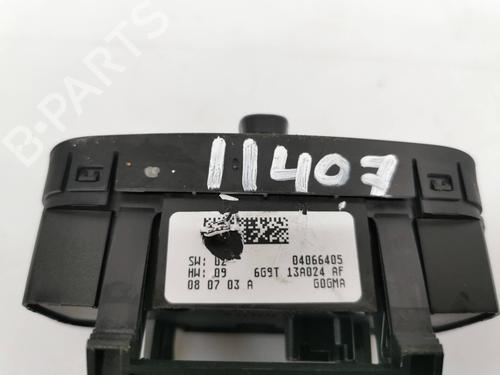 B-PARTS
11407
SW: 02 04066405
HW: 09 6G9T 13A024 AF
08 07 03 A GOGMA